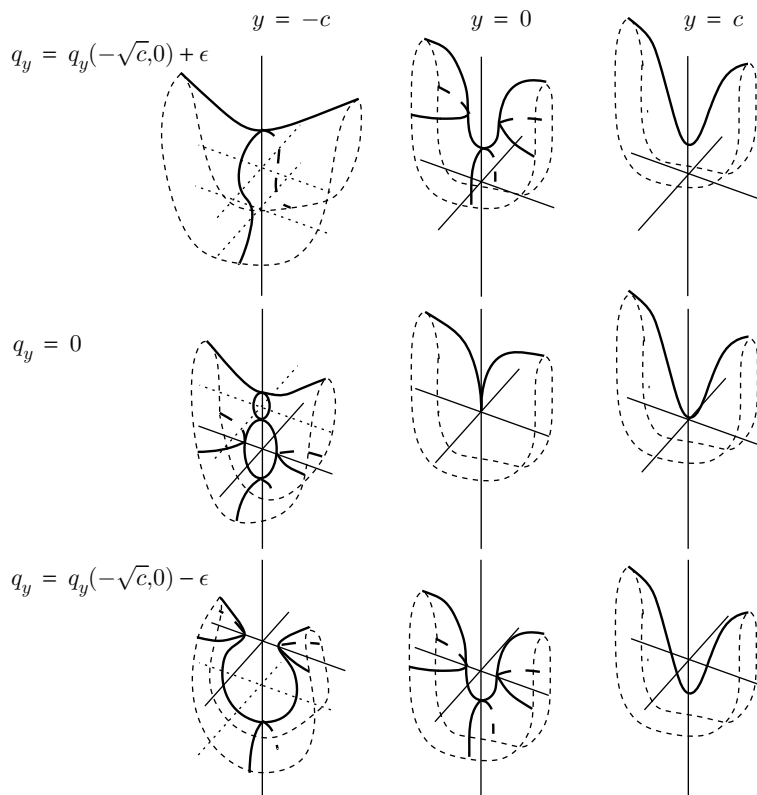 y = −c
y = 0
y = c
q_y = q_y(−√c,0) + ϵ
q_y = 0
q_y = q_y(−√c,0) − ϵ